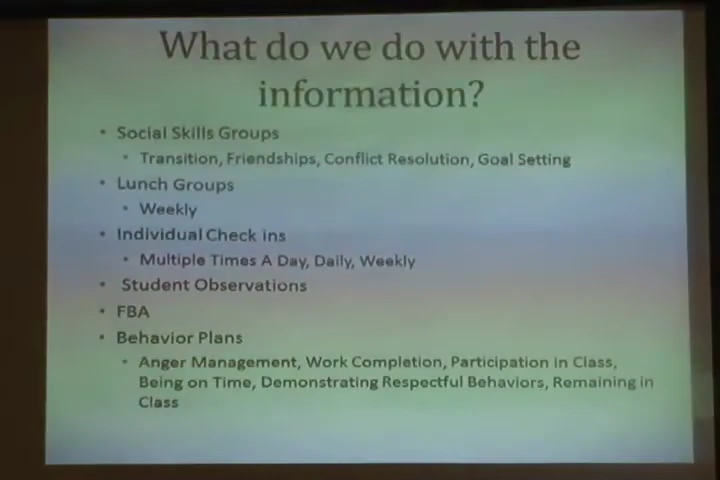 What do we do with the
information?
• Social Skills Groups
• Transition, Friendships, Conflict Resolution, Goal Setting
• Lunch Groups
• Weekly
• Individual Check ins
• Multiple Times A Day, Daily, Weekly
• Student Observations
• FBA
• Behavior Plans
• Anger Management, Work Completion, Participation in Class,
Being on Time, Demonstrating Respectful Behaviors, Remaining in
Class